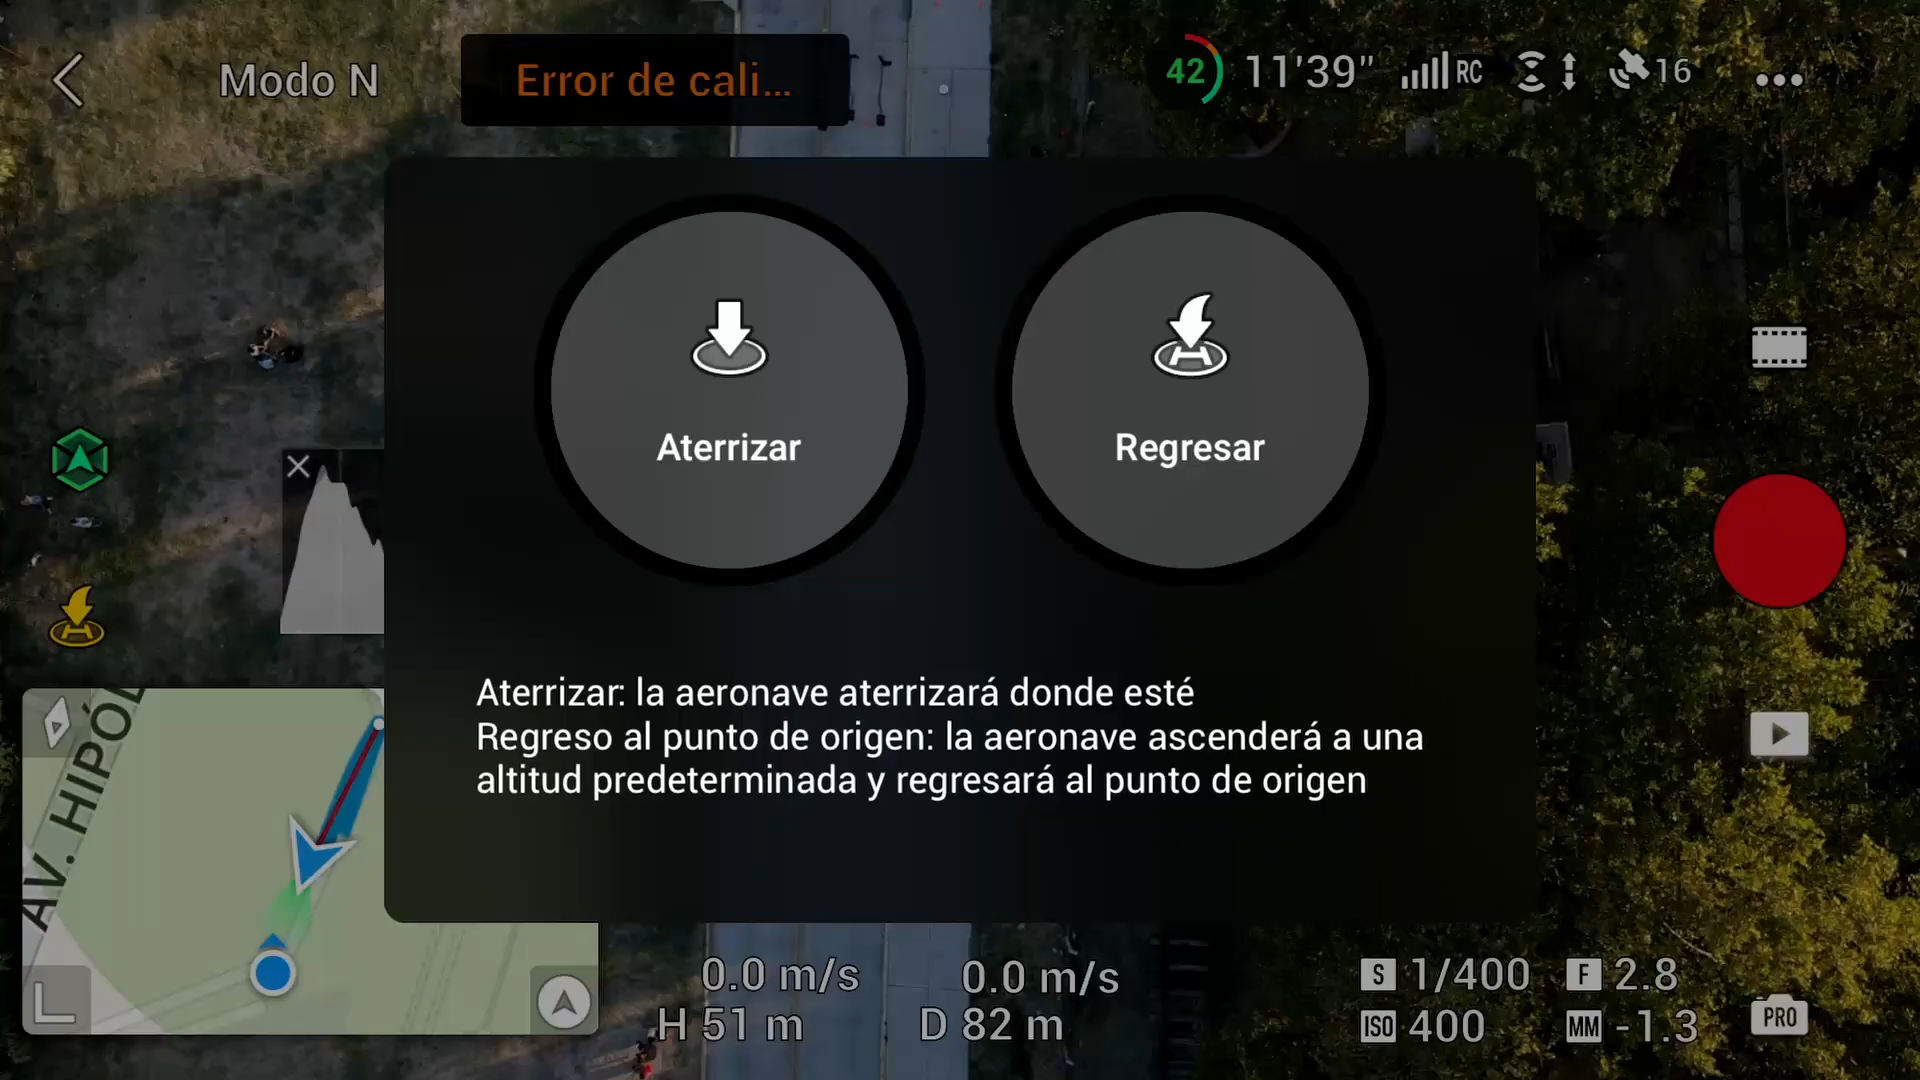 Modo N
Error de cali...
42
11'39"
RC
16
Aterrizar
Regresar
Aterrizar: la aeronave aterrizará donde esté
Regreso al punto de origen: la aeronave ascenderá a una
altitud predeterminada y regresará al punto de origen
AV. HIPÓL
0.0 m/s
0.0 m/s
H 51 m
D 82 m
S 1/400
F 2.8
ISO 400
MM -1.3
PRO